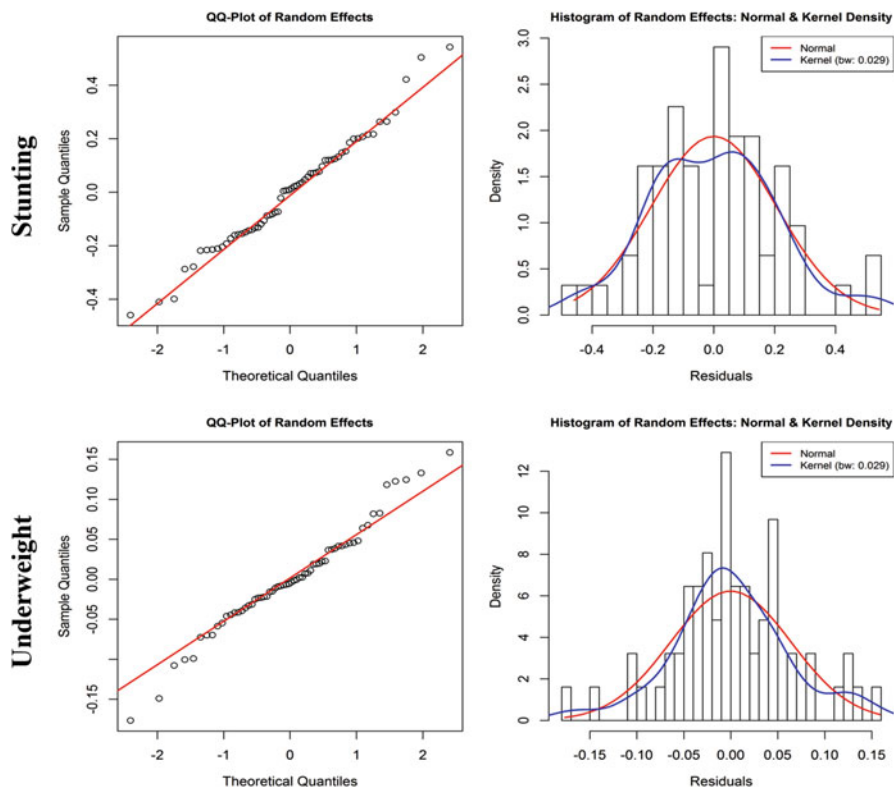 QQ-Plot of Random Effects
Stunting
Sample Quantiles
0.4
0.2
0.0
-0.2
-0.4
-2 -1 0 1 2
Theoretical Quantiles
Histogram of Random Effects: Normal & Kernel Density
Normal
Kernel (bw: 0.029)
Density
3.0
2.5
2.0
1.5
1.0
0.5
0.0
-0.4 -0.2 0.0 0.2 0.4
Residuals
QQ-Plot of Random Effects
Underweight
Sample Quantiles
0.15
0.10
0.05
0.00
-0.05
-0.15
-2 -1 0 1 2
Theoretical Quantiles
Histogram of Random Effects: Normal & Kernel Density
Normal
Kernel (bw: 0.029)
Density
12
10
8
6
4
2
0
-0.15 -0.10 -0.05 0.00 0.05 0.10 0.15
Residuals